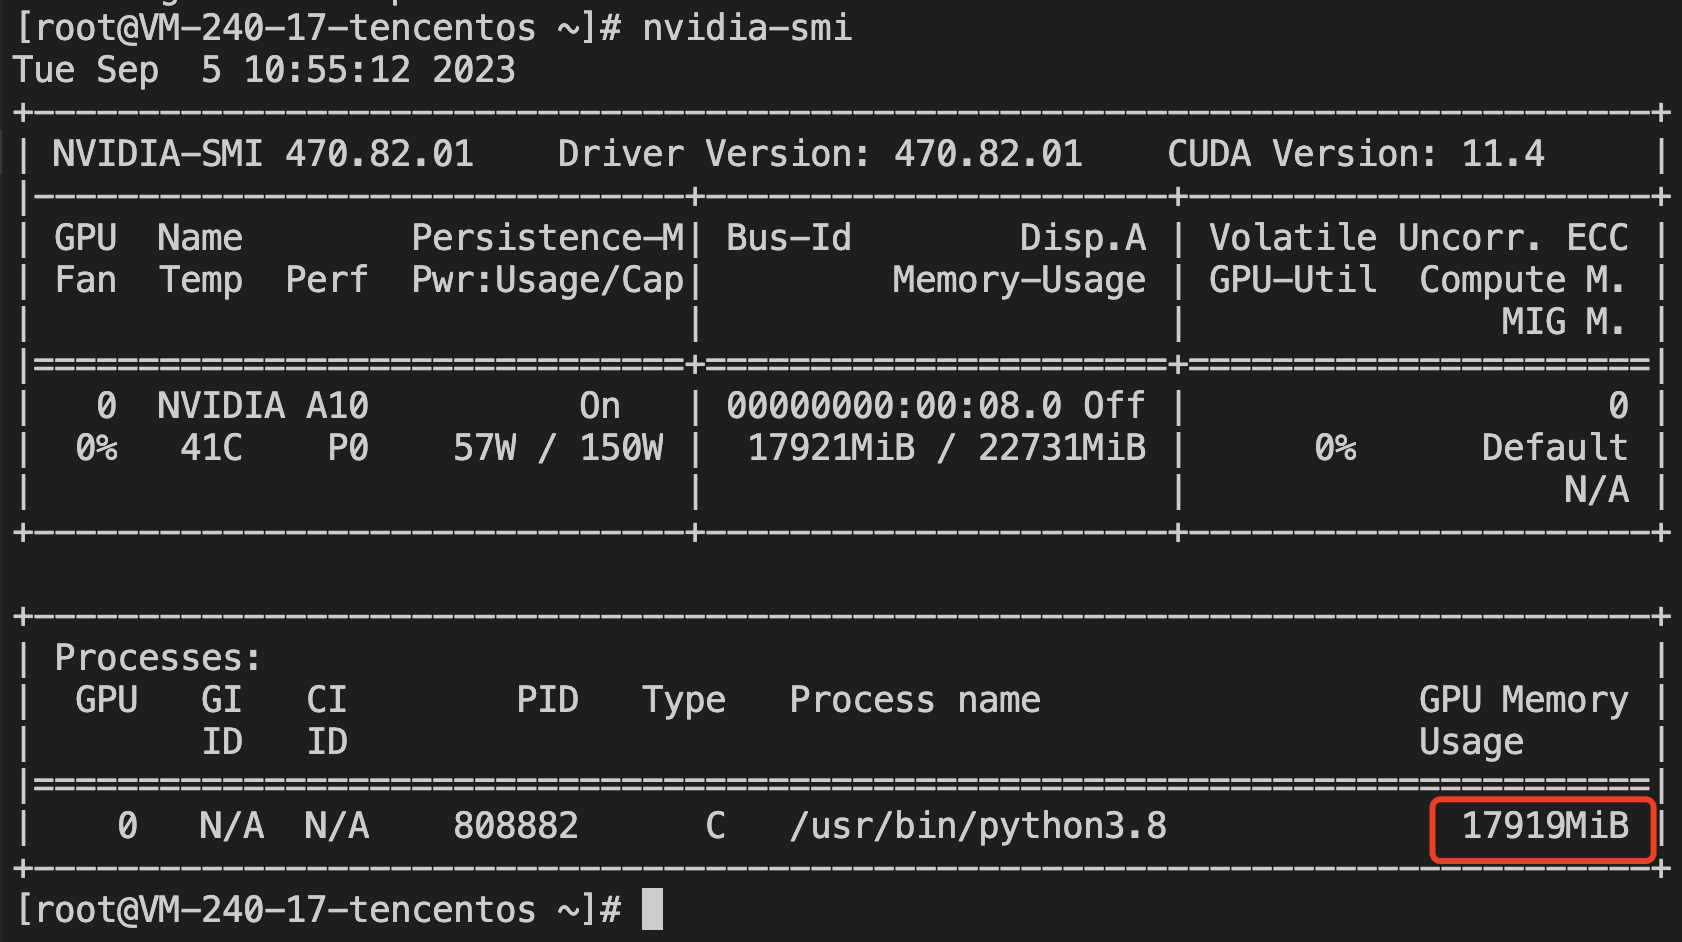 [root@VM-240-17-tencentos ~]# nvidia-smi
Tue Sep  5 10:55:12 2023
+-----------------------------------------------------------------------------+
| NVIDIA-SMI 470.82.01    Driver Version: 470.82.01    CUDA Version: 11.4     |
|-------------------------------+----------------------+----------------------+
| GPU  Name        Persistence-M| Bus-Id        Disp.A | Volatile Uncorr. ECC |
| Fan  Temp  Perf  Pwr:Usage/Cap|         Memory-Usage | GPU-Util  Compute M. |
|                               |                      |               MIG M. |
|===============================+======================+======================|
|   0  NVIDIA A10          On   | 00000000:00:08.0 Off |                    0 |
|  0%   41C    P0    57W / 150W |  17921MiB / 22731MiB |      0%      Default |
|                               |                      |                  N/A |
+-------------------------------+----------------------+----------------------+
+-----------------------------------------------------------------------------+
| Processes:                                                                  |
|  GPU   GI   CI        PID   Type   Process name                  GPU Memory |
|        ID   ID                                                   Usage      |
|=============================================================================|
|    0   N/A  N/A    808882      C   /usr/bin/python3.8              17919MiB |
+-----------------------------------------------------------------------------+
[root@VM-240-17-tencentos ~]#